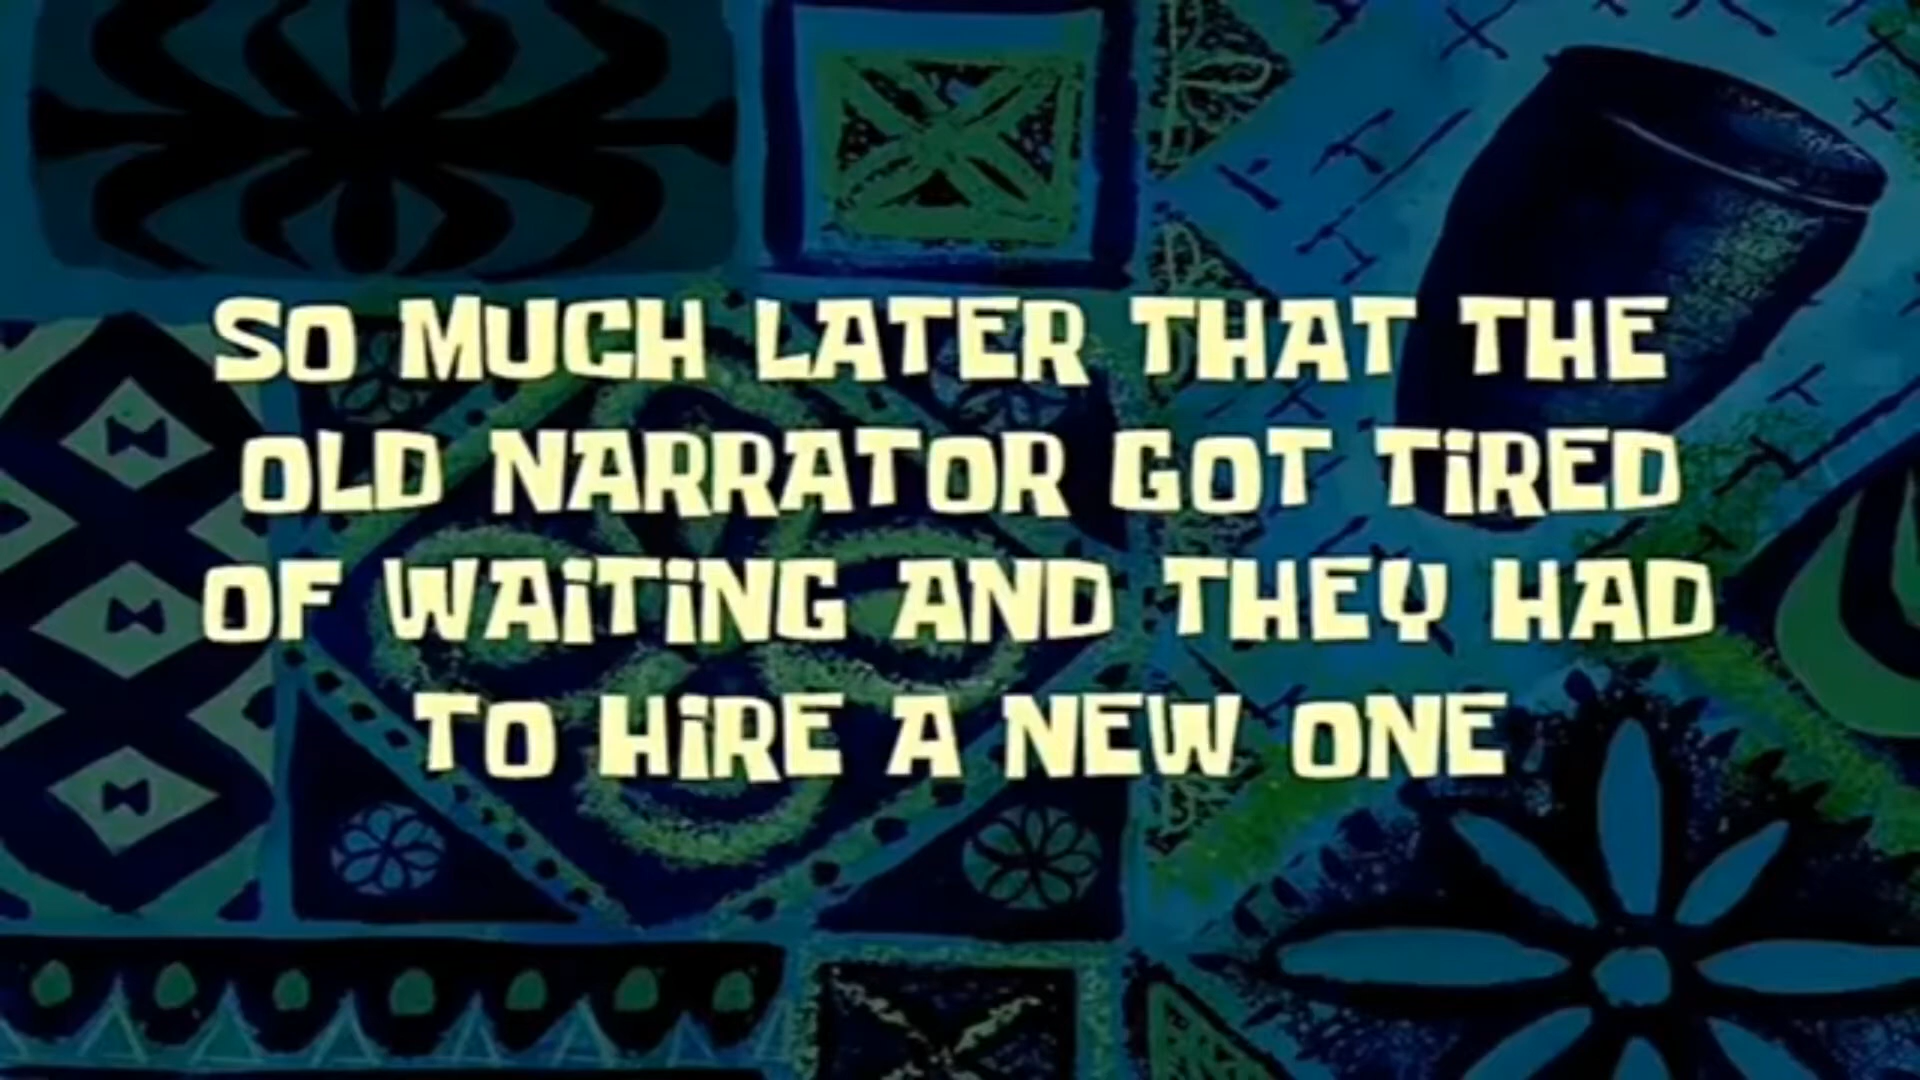 SO MUCH LATER THAT THE
OLD NARRATOR GOT TiRED
OF WAiTiNG AND THEY HAD
TO HiRE A NEW ONE